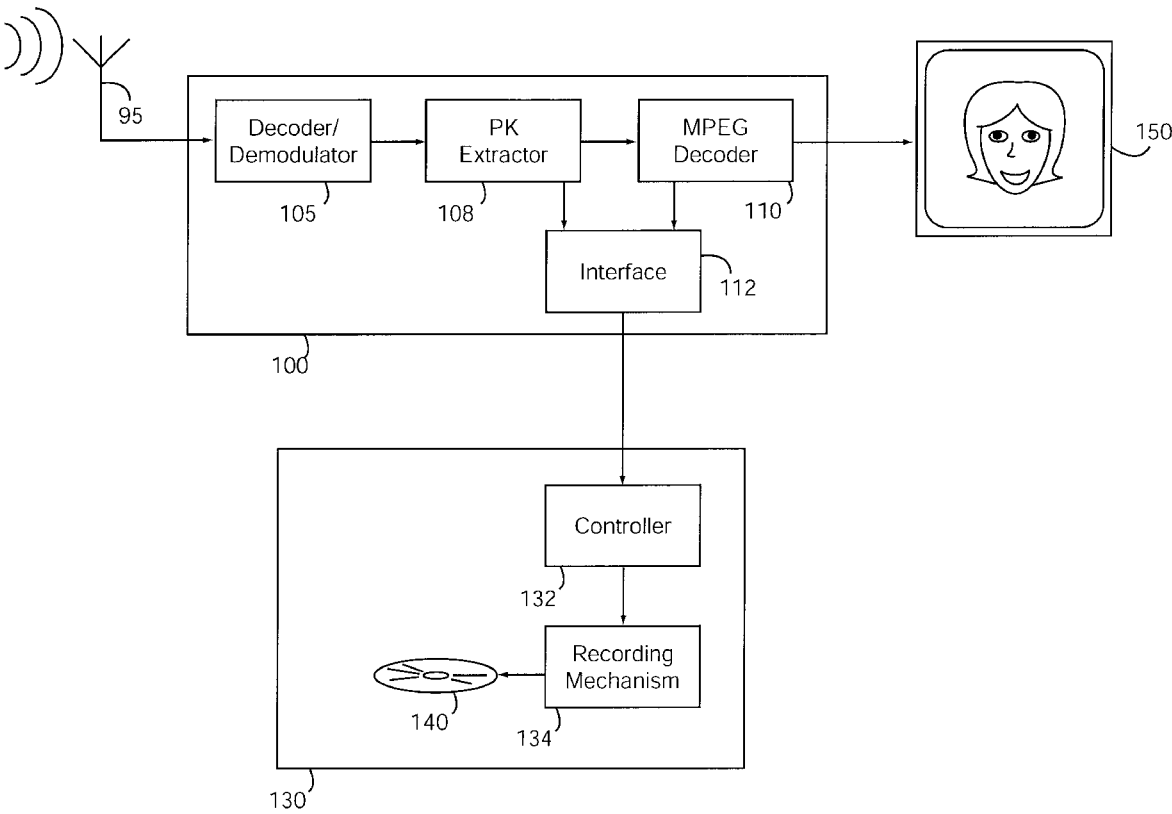 95
Decoder/
Demodulator
105
PK
Extractor
108
MPEG
Decoder
110
150
Interface
112
100
Controller
132
Recording
Mechanism
134
140
130